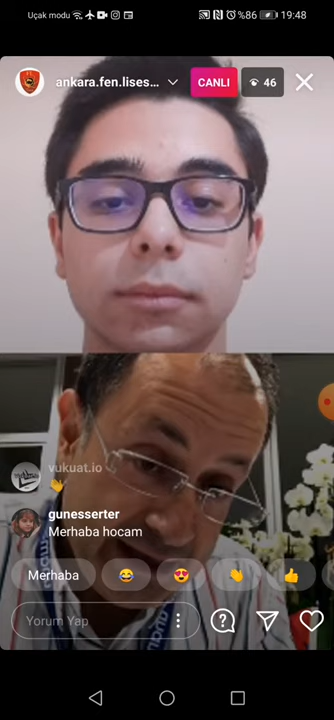 Uçak modu
%86
19:48
ankara.fen.lises...
CANLI
46
vukuat.io
gunesserter
Merhaba hocam
Merhaba
Yorum Yap